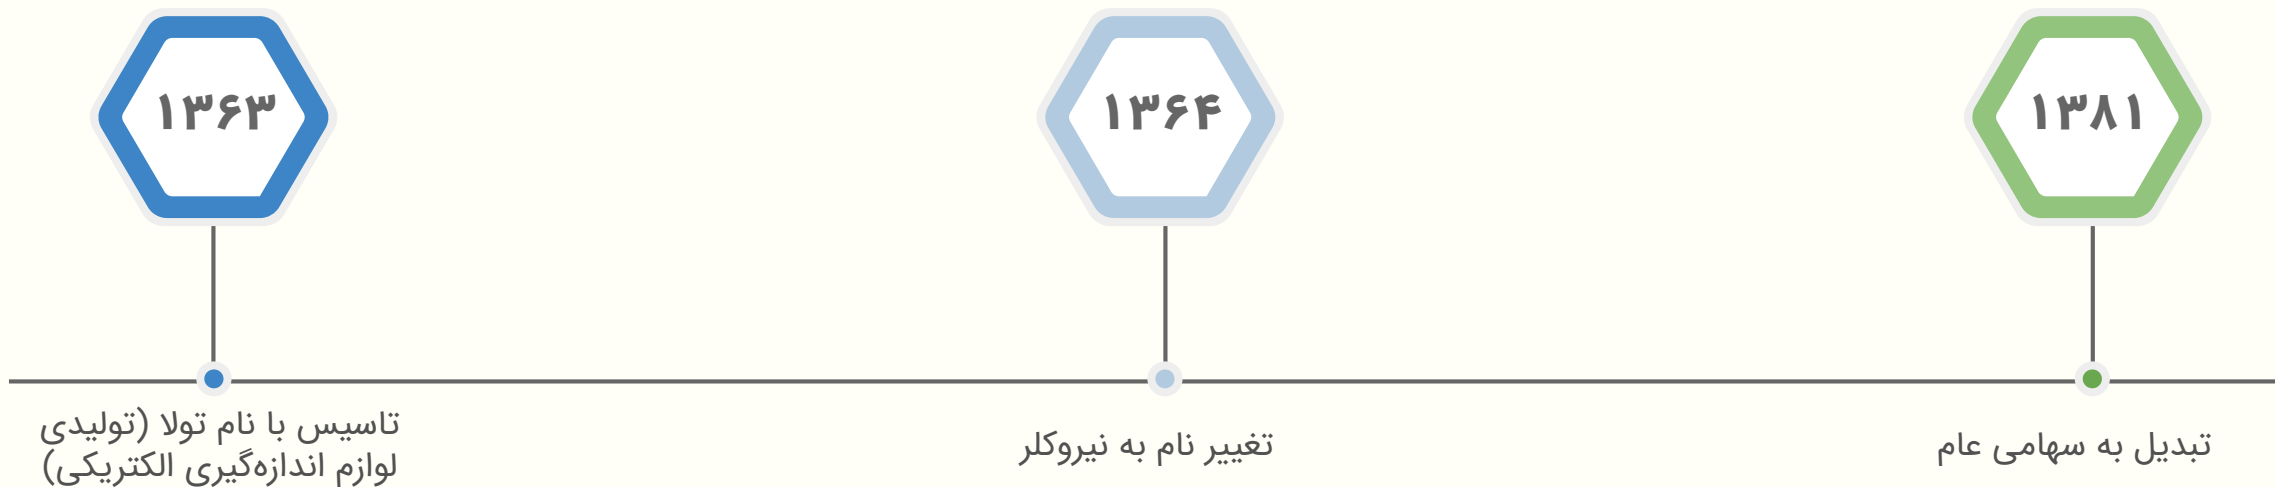 ۱۳۶۳
۱۳۶۴
۱۳۸۱
تاسیس با نام تولا (تولیدی
لوازم اندازه‌گیری الکتریکی)
تغییر نام به نیروکلر
تبدیل به سهامی عام